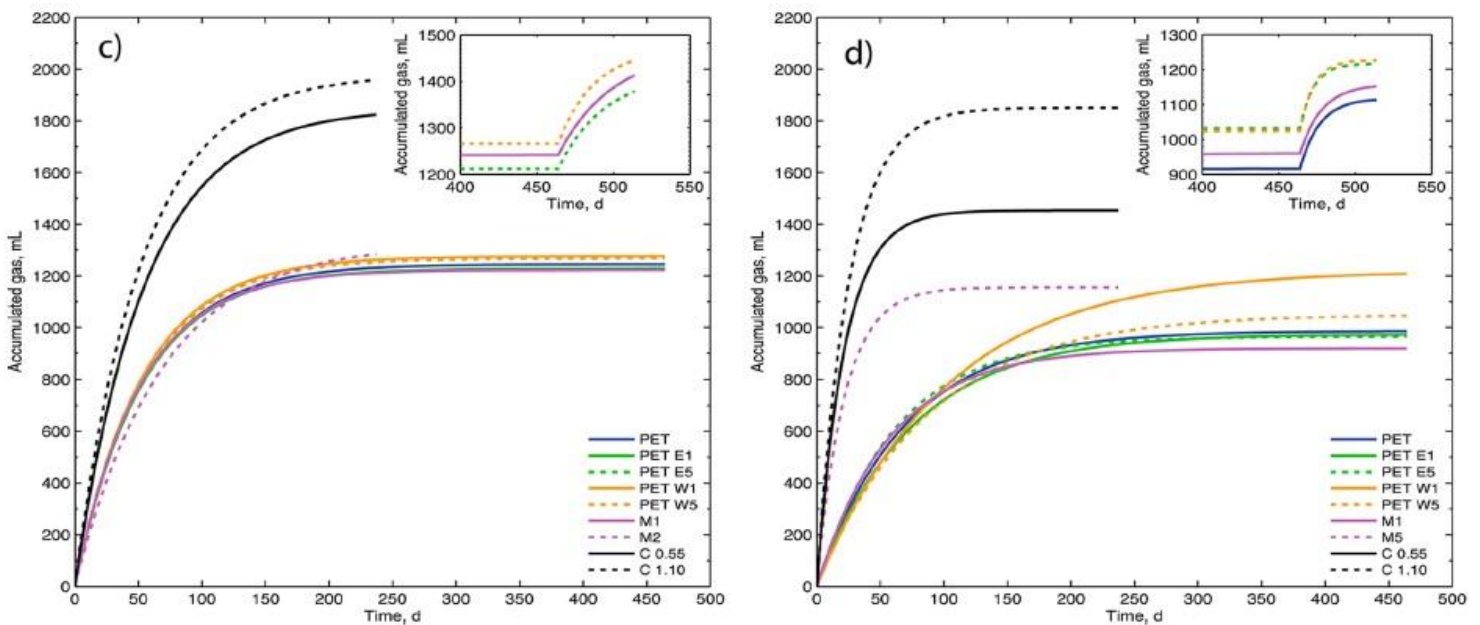 c)
Accumulated gas, mL
2200
2000
1800
1600
1400
1200
1000
800
600
400
200
0
0 50 100 150 200 250 300 350 400 450 500
Time, d
Accumulated gas, mL
1500
1400
1300
1200
400 450 500 550
Time, d
PET
PET E1
PET E5
PET W1
PET W5
M1
M2
C 0.55
C 1.10
d)
Accumulated gas, mL
2200
2000
1800
1600
1400
1200
1000
800
600
400
200
0
0 50 100 150 200 250 300 350 400 450 500
Time, d
Accumulated gas, mL
1300
1200
1100
1000
900
400 450 500 550
Time, d
PET
PET E1
PET E5
PET W1
PET W5
M1
M5
C 0.55
C 1.10